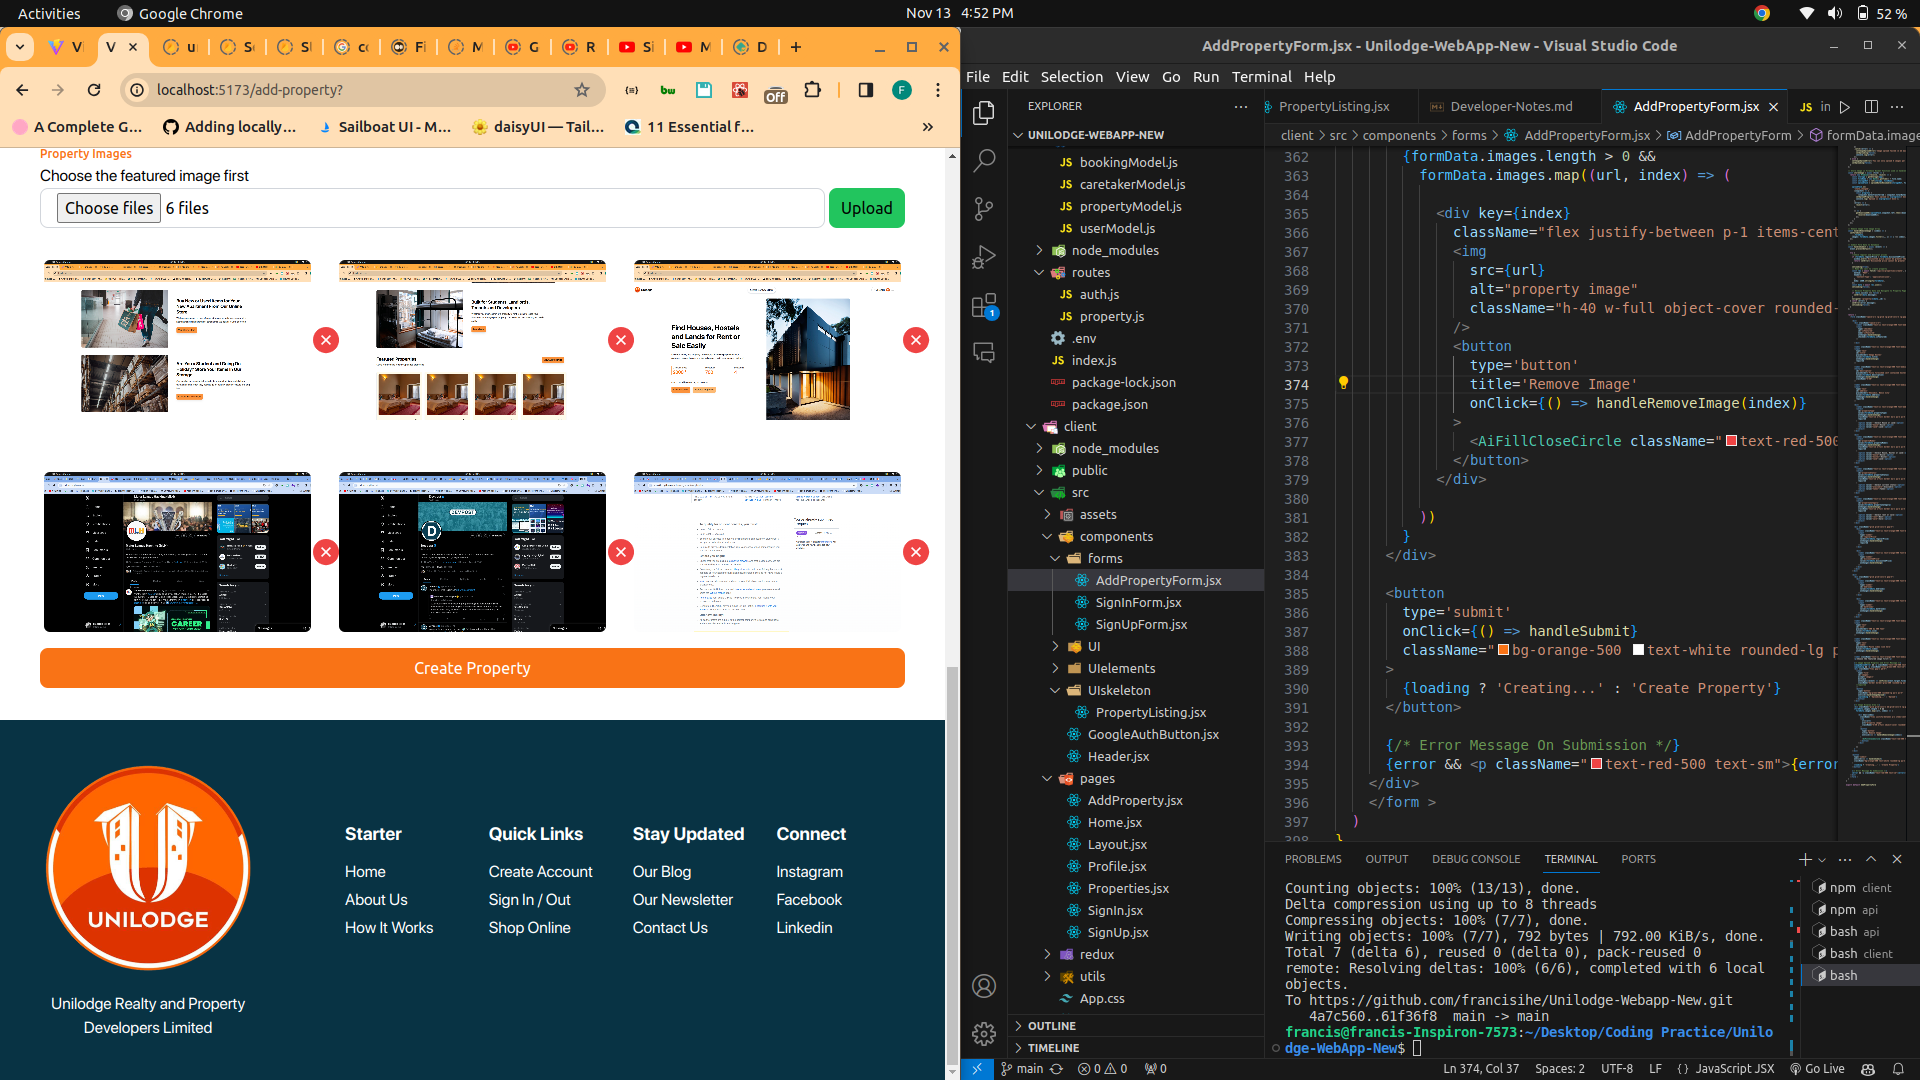 Activities
Google Chrome
Nov 13 4:52 PM
52 %
localhost:5173/add-property?
Off
F
A Complete G...
Adding locally...
Sailboat UI - M...
daisyUI — Tail...
11 Essential f...
Property Images
Choose the featured image first
Choose files 6 files
Upload
Find Houses, Hostels
and Lands for Rent or
Sale Easily
Create Property
UNILODGE
Unilodge Realty and Property
Developers Limited
Starter
Home
About Us
How It Works
Quick Links
Create Account
Sign In / Out
Shop Online
Stay Updated
Our Blog
Our Newsletter
Contact Us
Connect
Instagram
Facebook
Linkedin
AddPropertyForm.jsx - Unilodge-WebApp-New - Visual Studio Code
File Edit Selection View Go Run Terminal Help
EXPLORER
UNILODGE-WEBAPP-NEW
bookingModel.js
caretakerModel.js
propertyModel.js
userModel.js
node_modules
routes
auth.js
property.js
.env
index.js
package-lock.json
package.json
client
node_modules
public
src
assets
components
forms
AddPropertyForm.jsx
SignInForm.jsx
SignUpForm.jsx
UI
UIelements
UIskeleton
PropertyListing.jsx
GoogleAuthButton.jsx
Header.jsx
pages
AddProperty.jsx
Home.jsx
Layout.jsx
Profile.jsx
Properties.jsx
SignIn.jsx
SignUp.jsx
redux
utils
App.css
OUTLINE
TIMELINE
PropertyListing.jsx
Developer-Notes.md
AddPropertyForm.jsx
JS in
client > src > components > forms > AddPropertyForm.jsx > AddPropertyForm > formData.image
362 {formData.images.length > 0 &&
363 formData.images.map((url, index) => (
364
365 <div key={index}
366 className="flex justify-between p-1 items-cent
367 <img
368 src={url}
369 alt="property image"
370 className="h-40 w-full object-cover rounded-
371 />
372 <button
373 type='button'
374 title='Remove Image'
375 onClick={() => handleRemoveImage(index)}
376 >
377 <AiFillCloseCircle className="text-red-500
378 </button>
379 </div>
380
381 ))
382 }
383 </div>
384
385 <button
386 type='submit'
387 onClick={() => handleSubmit}
388 className="bg-orange-500 text-white rounded-lg p
389 >
390 {loading ? 'Creating...' : 'Create Property'}
391 </button>
392
393 {/* Error Message On Submission */}
394 {error && <p className="text-red-500 text-sm">{error
395 </div>
396 </form >
397 )
398 }
PROBLEMS OUTPUT DEBUG CONSOLE TERMINAL PORTS
Counting objects: 100% (13/13), done.
Delta compression using up to 8 threads
Compressing objects: 100% (7/7), done.
Writing objects: 100% (7/7), 792 bytes | 792.00 KiB/s, done.
Total 7 (delta 6), reused 0 (delta 0), pack-reused 0
remote: Resolving deltas: 100% (6/6), completed with 6 local
objects.
To https://github.com/francisihe/Unilodge-Webapp-New.git
4a7c560..61f36f8 main -> main
francis@francis-Inspiron-7573:~/Desktop/Coding Practice/Unilo
dge-WebApp-New$
npm client
npm api
bash api
bash client
bash
main
0 0
0
Ln 374, Col 37
Spaces: 2
UTF-8
LF
{} JavaScript JSX
Go Live